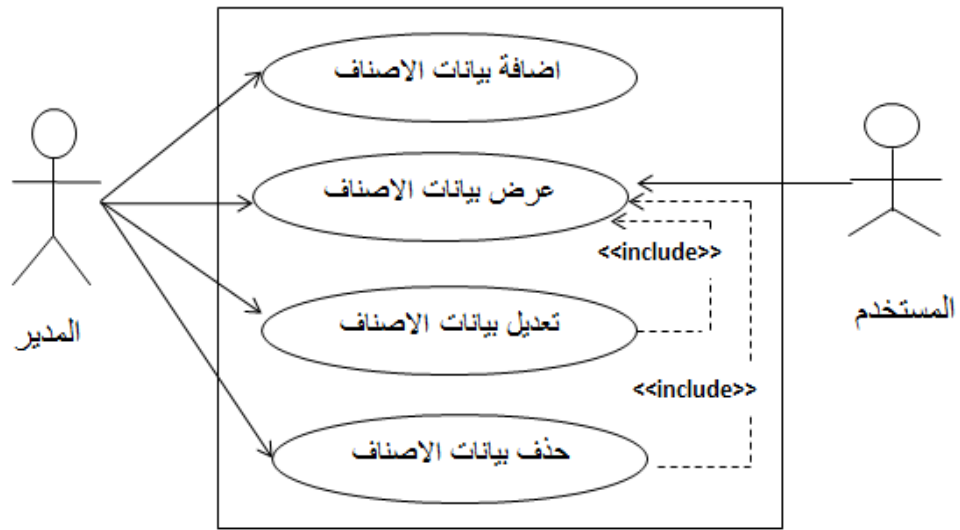 اضافة بيانات الاصناف
عرض بيانات الاصناف
<<include>>
تعديل بيانات الاصناف
المستخدم
المدير
<<include>>
حذف بيانات الاصناف